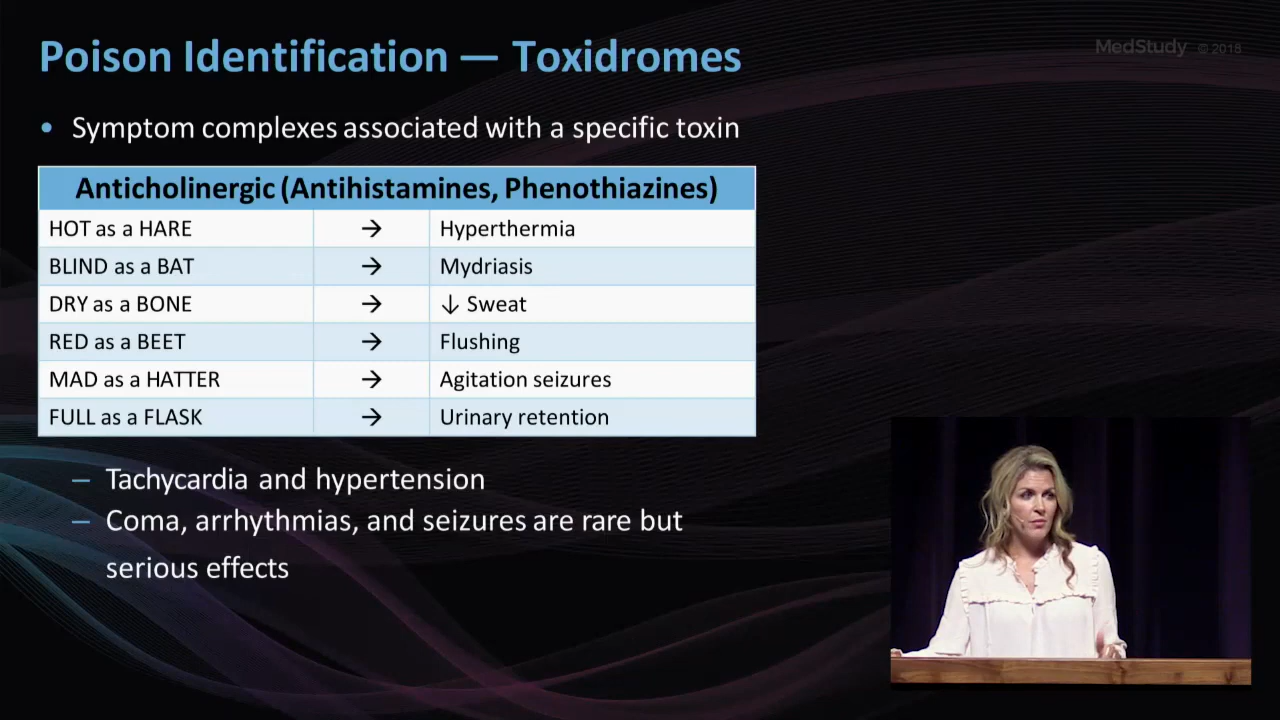 Poison Identification — Toxidromes
MedStudy © 2018
• Symptom complexes associated with a specific toxin
Anticholinergic (Antihistamines, Phenothiazines)
HOT as a HARE → Hyperthermia
BLIND as a BAT → Mydriasis
DRY as a BONE → ↓ Sweat
RED as a BEET → Flushing
MAD as a HATTER → Agitation seizures
FULL as a FLASK → Urinary retention
– Tachycardia and hypertension
– Coma, arrhythmias, and seizures are rare but
serious effects